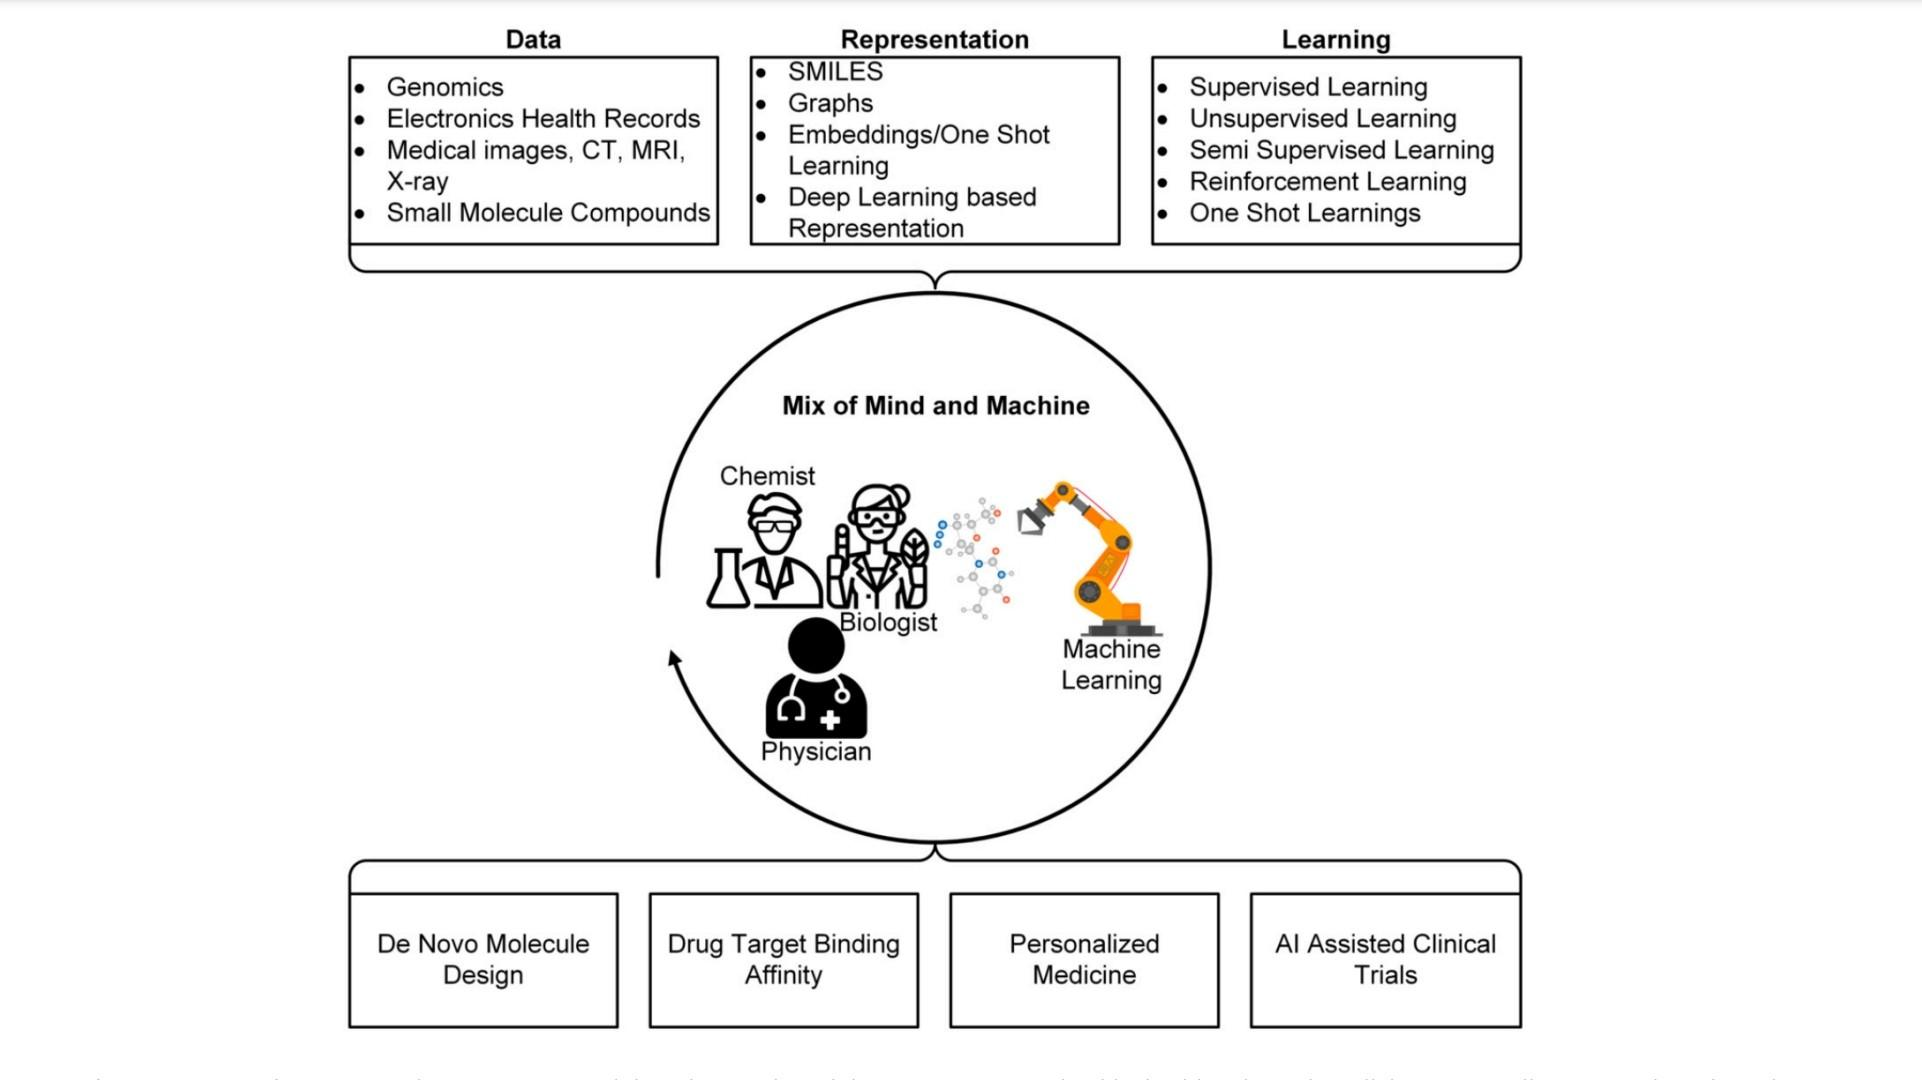 Data
Genomics
Electronics Health Records
Medical images, CT, MRI,
X-ray
Small Molecule Compounds
Representation
SMILES
Graphs
Embeddings/One Shot
Learning
Deep Learning based
Representation
Learning
Supervised Learning
Unsupervised Learning
Semi Supervised Learning
Reinforcement Learning
One Shot Learnings
Mix of Mind and Machine
Chemist
Biologist
Physician
Machine
Learning
De Novo Molecule
Design
Drug Target Binding
Affinity
Personalized
Medicine
AI Assisted Clinical
Trials